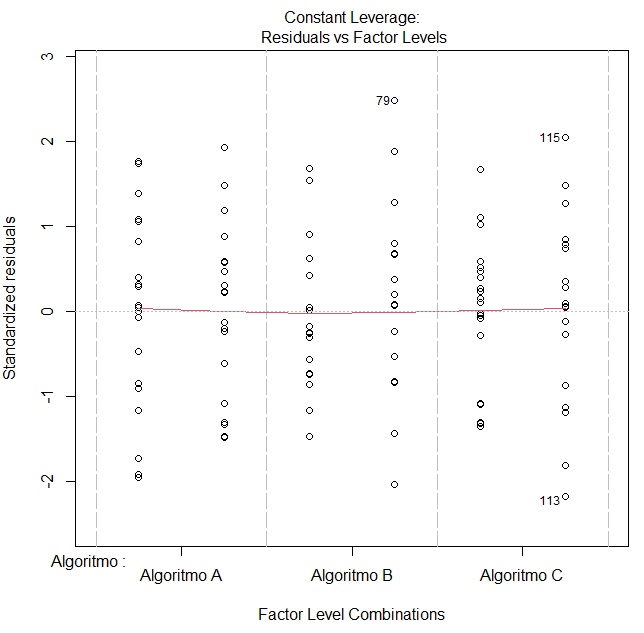 Constant Leverage:
Residuals vs Factor Levels
3
2
1
0
-1
-2
Standardized residuals
79
115
113
Algoritmo :
Algoritmo A
Algoritmo B
Algoritmo C
Factor Level Combinations